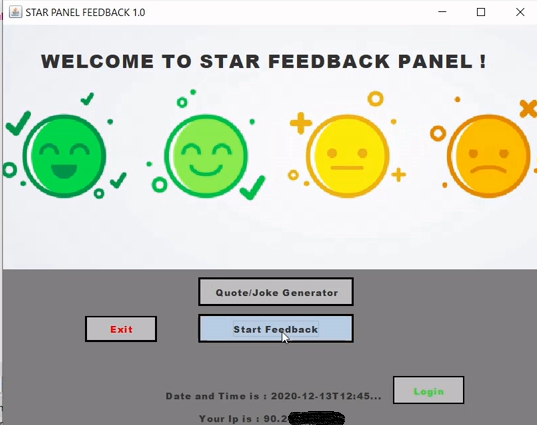 STAR PANEL FEEDBACK 1.0
WELCOME TO STAR FEEDBACK PANEL !
Quote/Joke Generator
Exit
Start Feedback
Date and Time is : 2020-12-13T12:45...
Login
Your Ip is : 90.2